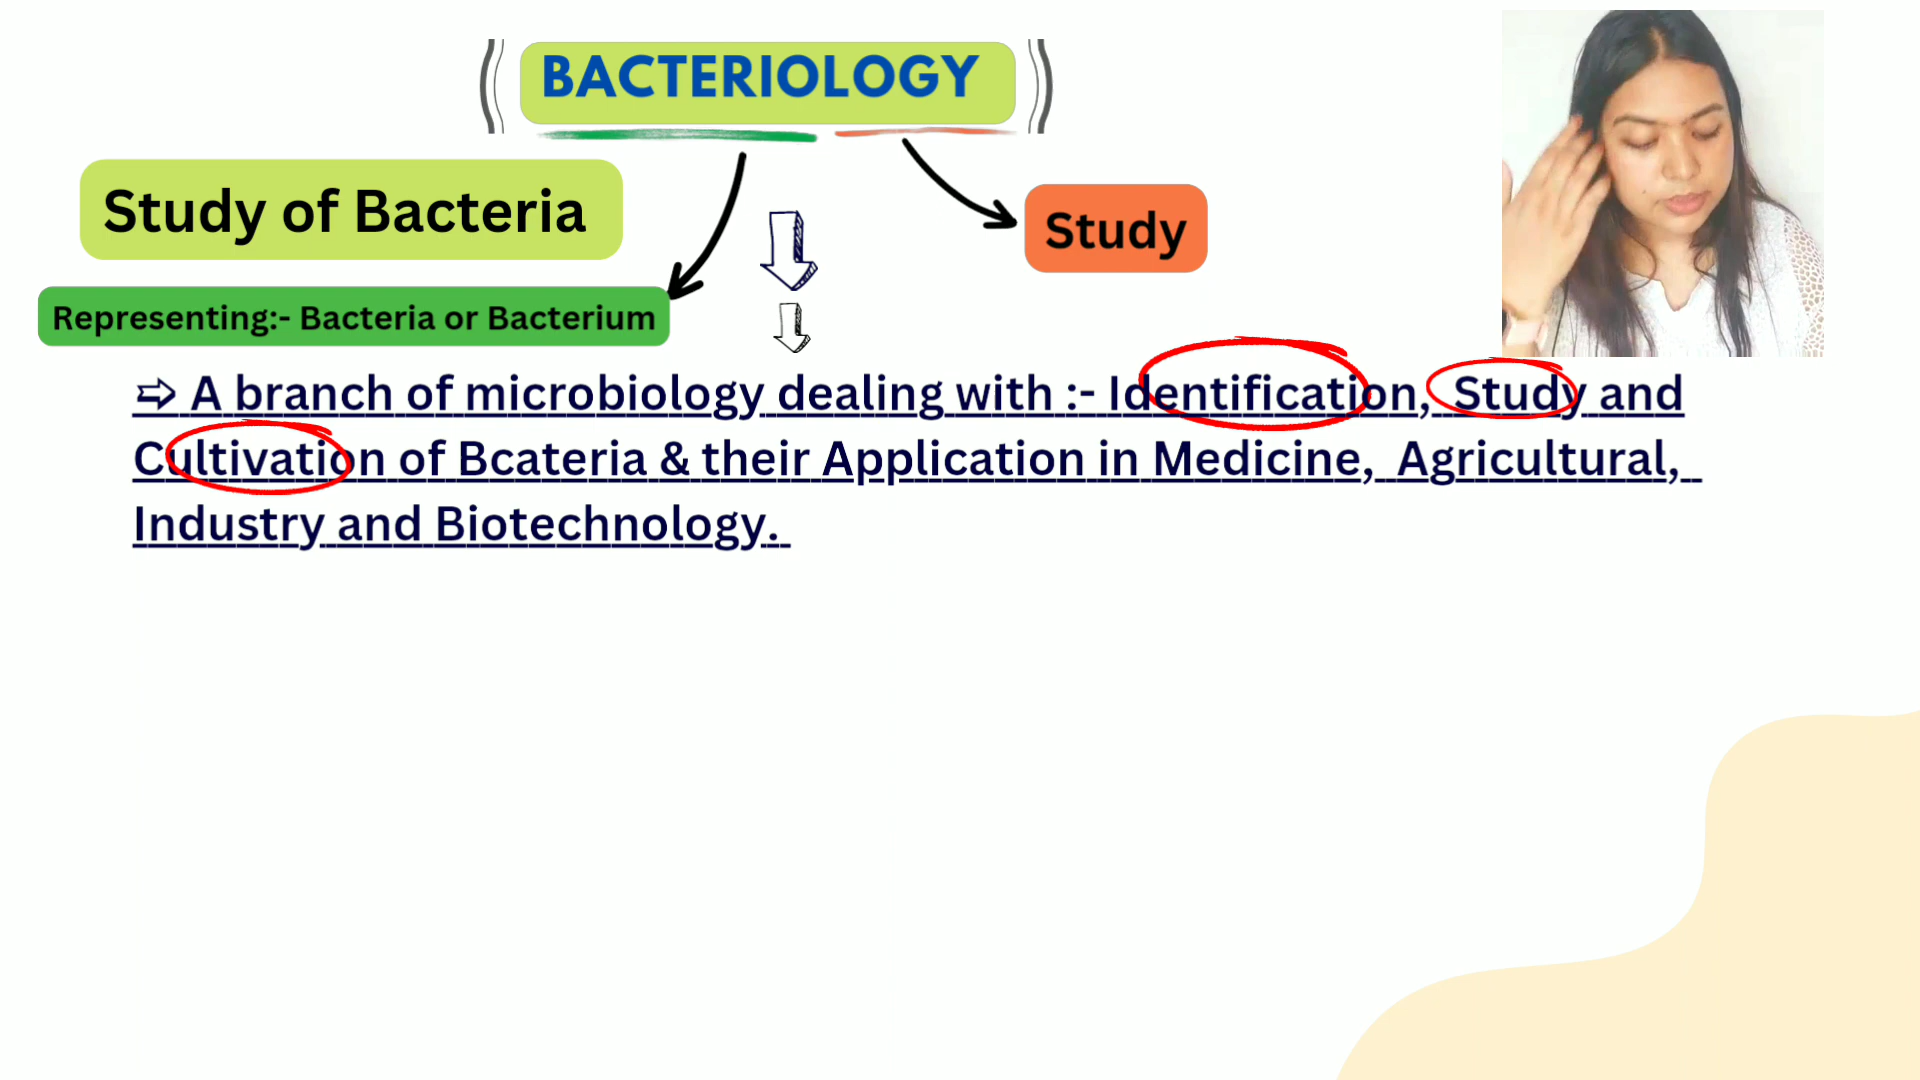 BACTERIOLOGY
Study of Bacteria
Study
Representing:- Bacteria or Bacterium
⇨ A branch of microbiology dealing with :- Identification, Study and
Cultivation of Bcateria & their Application in Medicine, Agricultural,
Industry and Biotechnology.